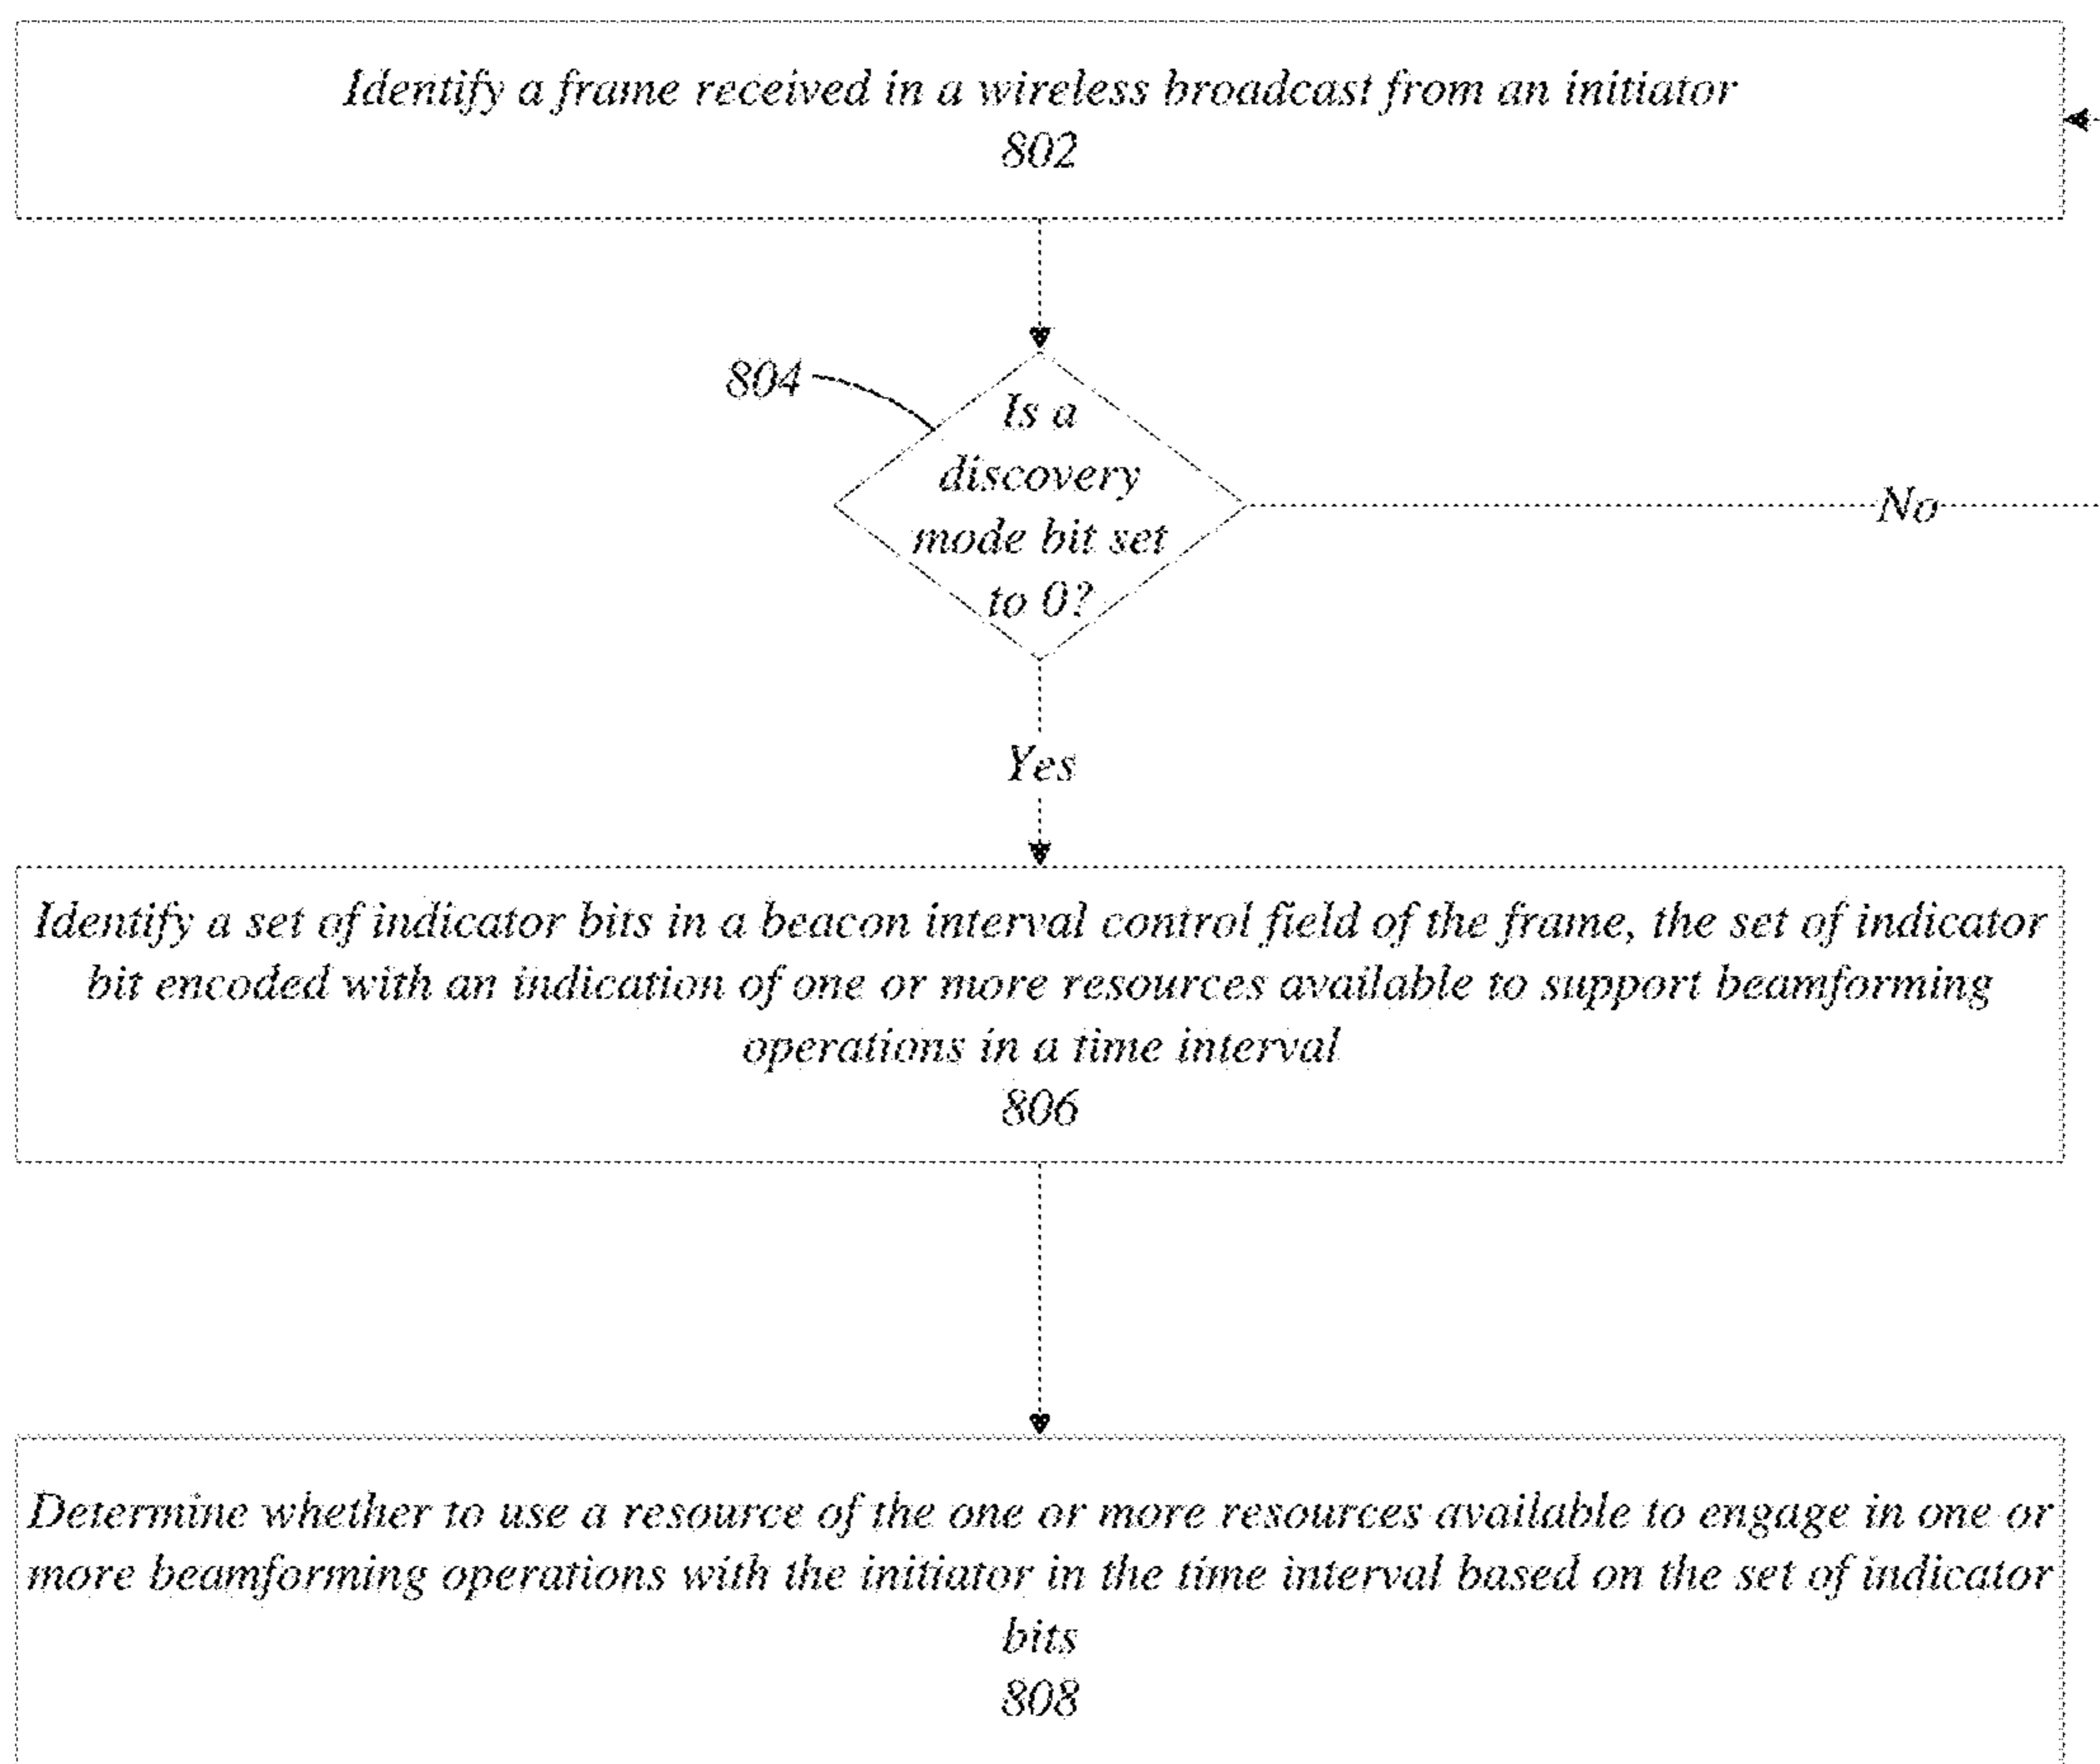 Identify a frame received in a wireless broadcast from an initiator
802
804
Is a
discovery
mode bit set
to 0?
No
Yes
Identify a set of indicator bits in a beacon interval control field of the frame, the set of indicator
bit encoded with an indication of one or more resources available to support beamforming
operations in a time interval
806
Determine whether to use a resource of the one or more resources available to engage in one or
more beamforming operations with the initiator in the time interval based on the set of indicator
bits
808